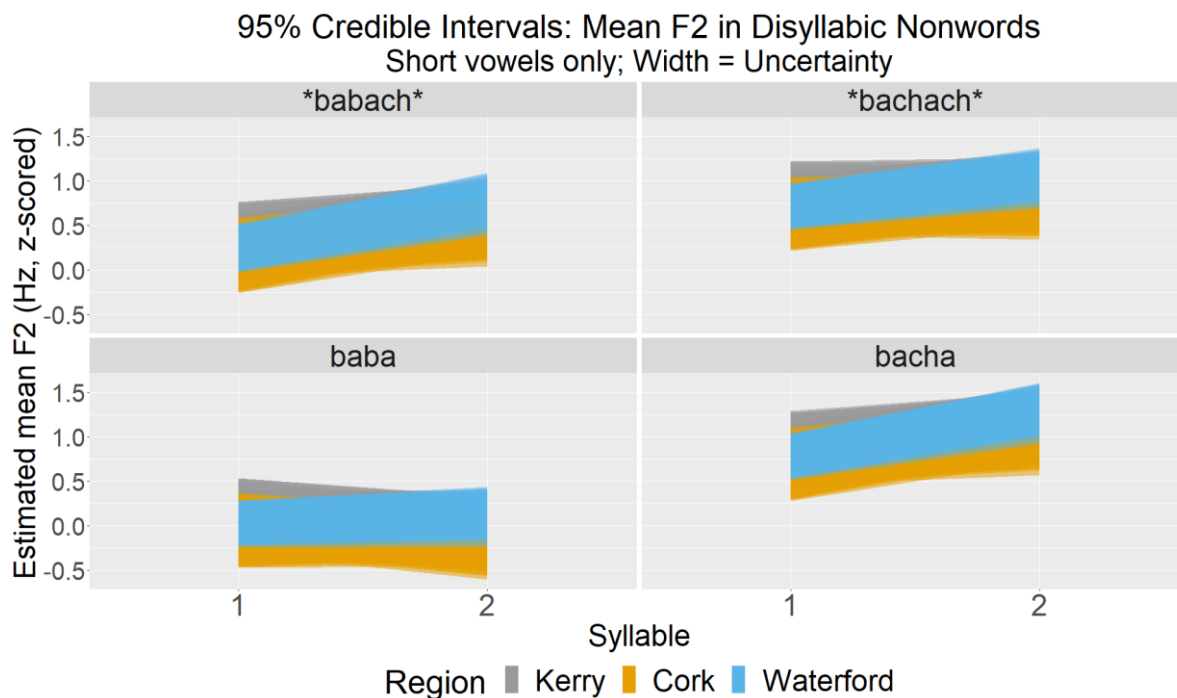 95% Credible Intervals: Mean F2 in Disyllabic Nonwords
Short vowels only; Width = Uncertainty
*babach*
*bachach*
1.5
1.0
0.5
0.0
-0.5
baba
bacha
1.5
1.0
0.5
0.0
-0.5
Estimated mean F2 (Hz, z-scored)
1
2
1
2
Syllable
Region Kerry Cork Waterford